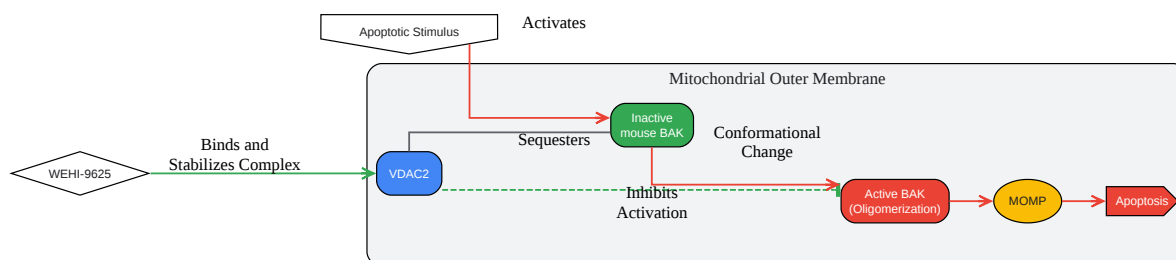 Apoptotic Stimulus
Activates
Mitochondrial Outer Membrane
Inactive
mouse BAK
Sequesters
Conformational
Change
Binds and
Stabilizes Complex
WEHI-9625
VDAC2
Inhibits
Activation
Active BAK
(Oligomerization)
MOMP
Apoptosis